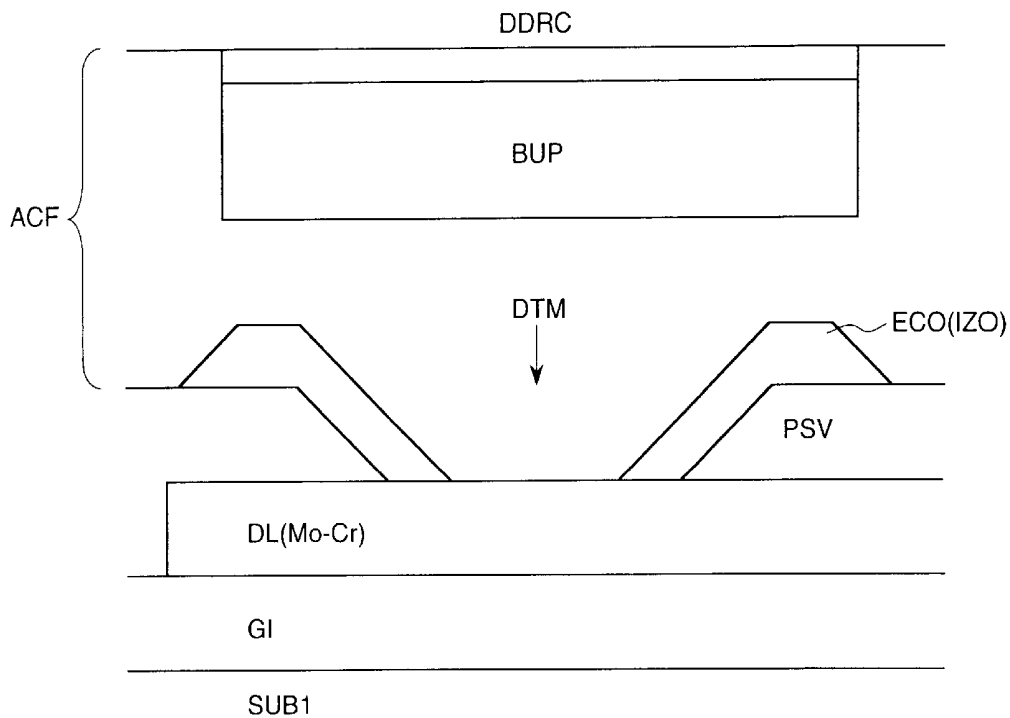 DDRC
BUP
ACF
DTM
ECO(IZO)
PSV
DL(Mo-Cr)
GI
SUB1